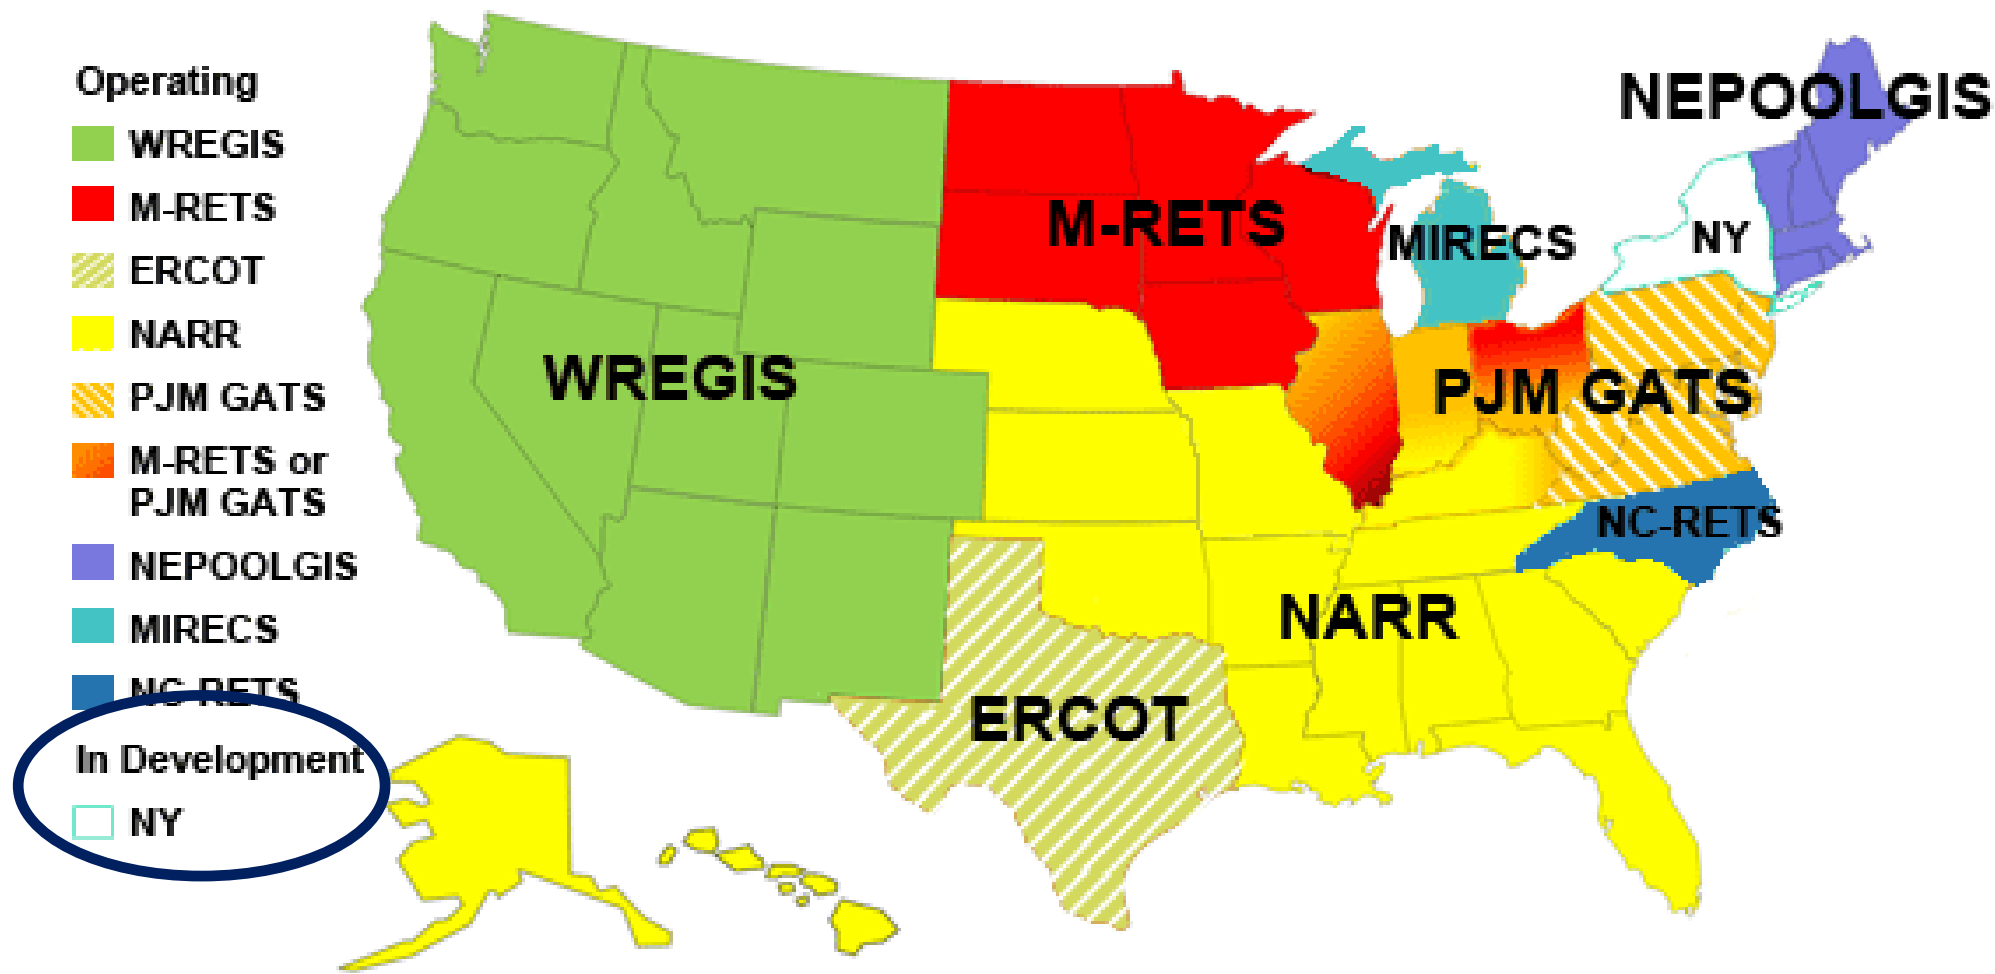 Operating
WREGIS
M-RETS
ERCOT
NARR
PJM GATS
M-RETS or
PJM GATS
NEPOOLGIS
MIRECS
NC-RETS
In Development
NY
WREGIS
M-RETS
MIRECS
NEPOOLGIS
NY
PJM GATS
NC-RETS
NARR
ERCOT